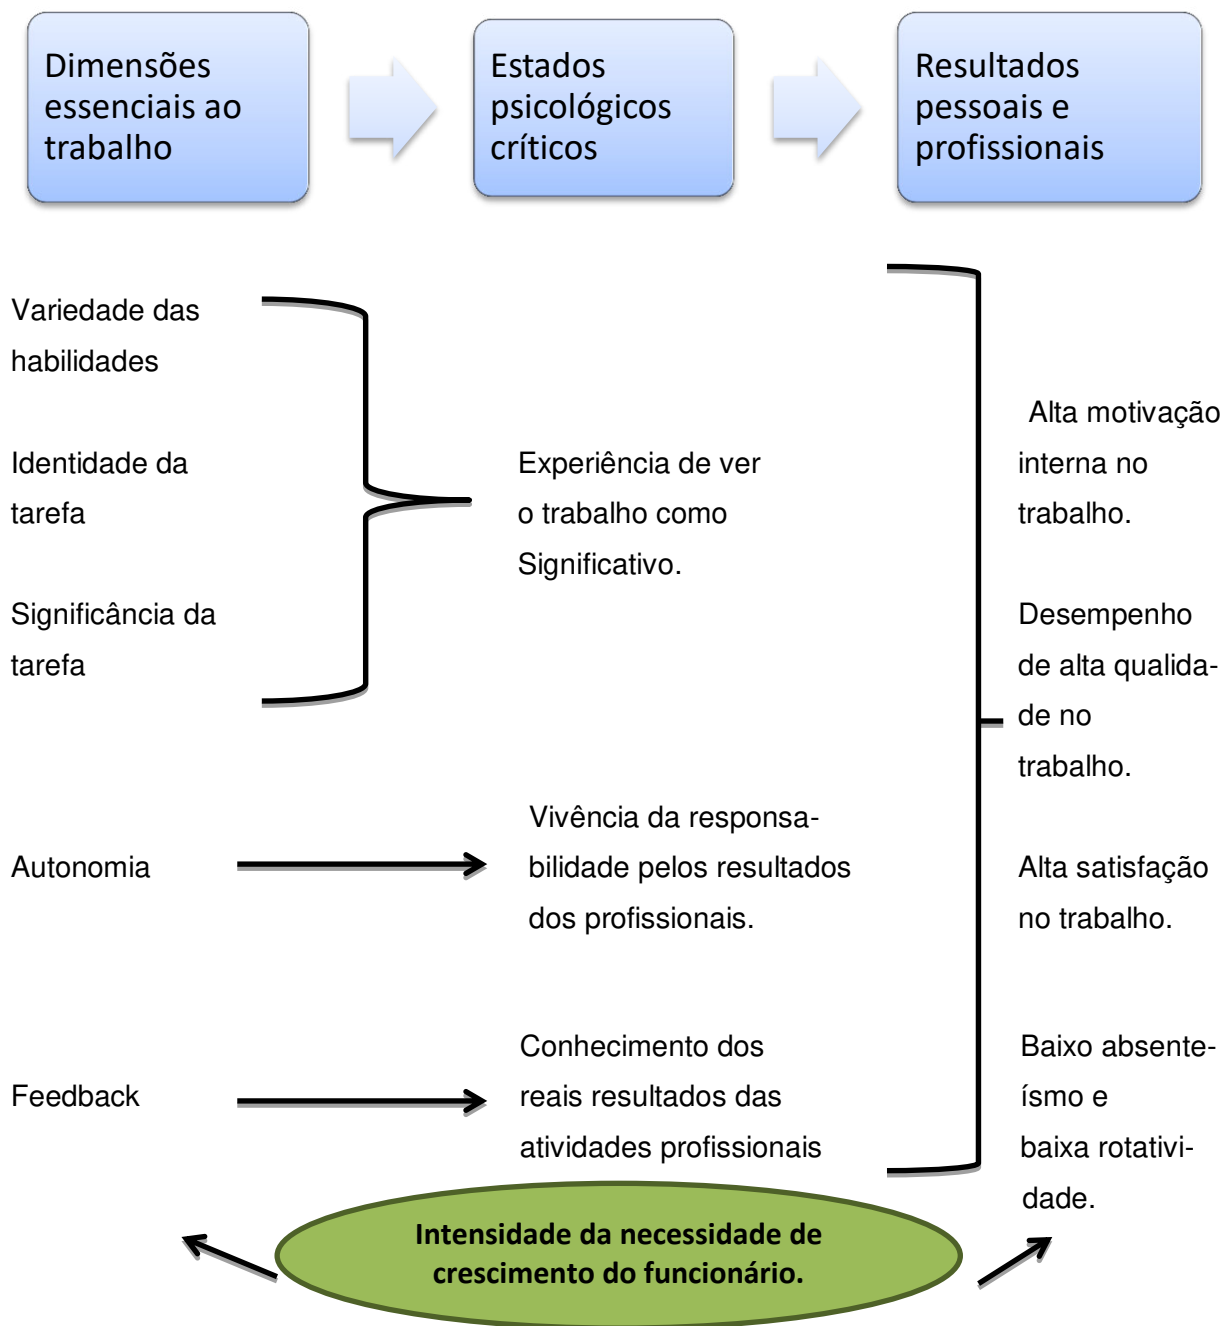 Dimensões
essenciais ao
trabalho
Estados
psicológicos
críticos
Resultados
pessoais e
profissionais
Variedade das
habilidades
Identidade da
tarefa
Significância da
tarefa
Autonomia
Feedback
Experiência de ver
o trabalho como
Significativo.
Vivência da responsa-
bilidade pelos resultados
dos profissionais.
Conhecimento dos
reais resultados das
atividades profissionais
Alta motivação
interna no
trabalho.
Desempenho
de alta qualida-
de no
trabalho.
Alta satisfação
no trabalho.
Baixo absente-
ísmo e
baixa rotativi-
dade.
Intensidade da necessidade de
crescimento do funcionário.